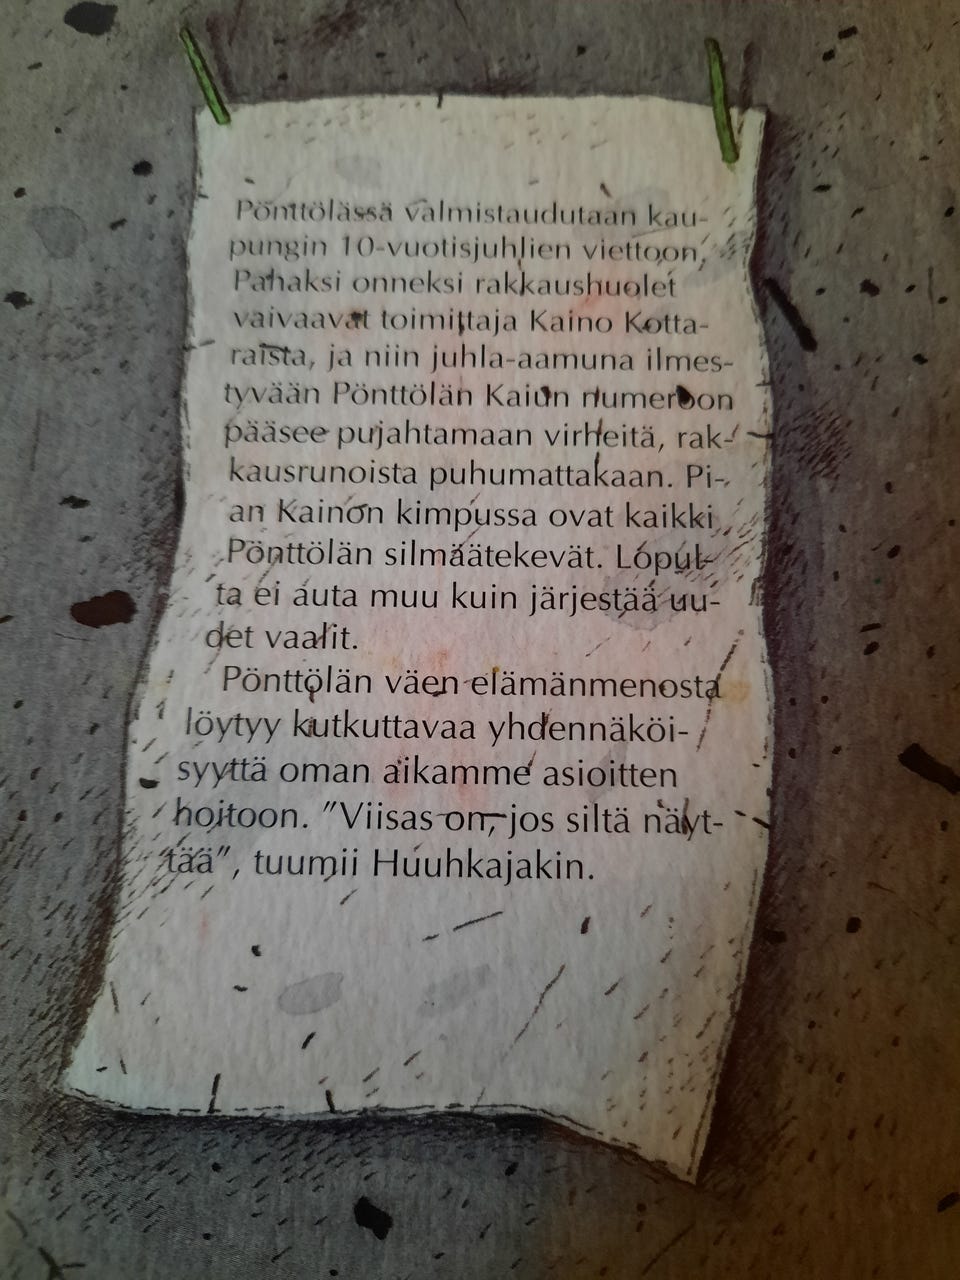 Pönttölässä valmistaudutaan kau-
pungin 10-vuotisjuhlien viettoon.
Pahaksi onneksi rakkaushuolet
vaivaavat toimittaja Kaino Kotta-
raista, ja niin juhla-aamuna ilmes-
tyvään Pönttölän Kaiun numeroon
pääsee pujahtamaan virheitä, rak-
kausrunoista puhumattakaan. Pi-
an Kainon kimpussa ovat kaikki
Pönttölän silmäätekevät. Lopul-
ta ei auta muu kuin järjestää uu-
det vaalit.
Pönttölän väen elämänmenosta
löytyy kutkuttavaa yhdennäköi-
syyttä oman aikamme asioitten
hoitoon. "Viisas on, jos siltä näyt-
tää", tuumii Huuhkajakin.